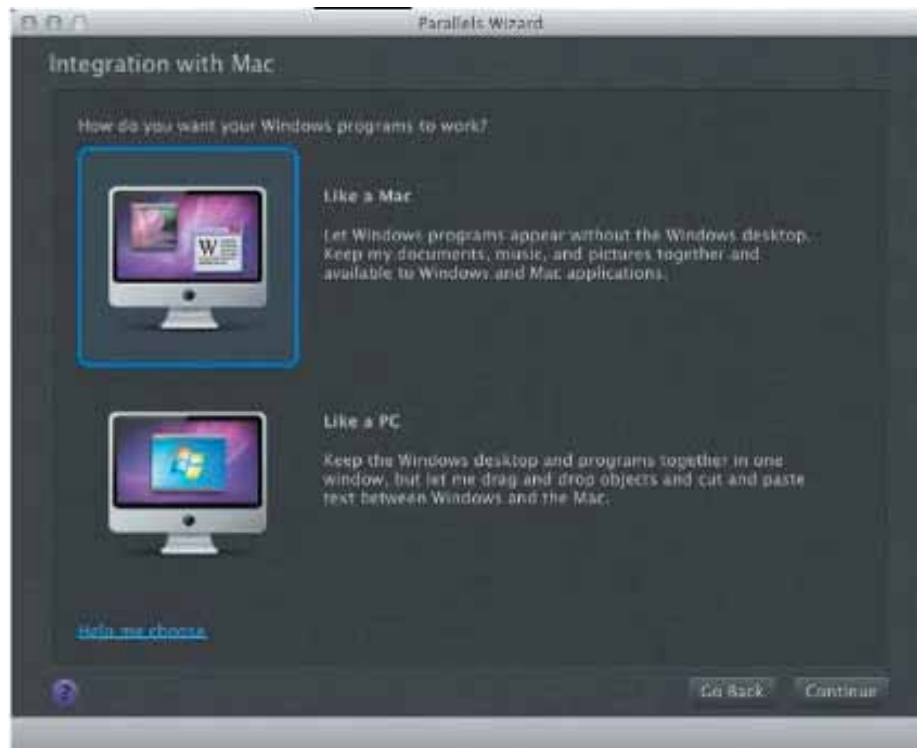 Parallels Wizard
Integration with Mac
How do you want your Windows programs to work?
Like a Mac
Let Windows programs appear without the Windows desktop.
Keep my documents, music, and pictures together and
available to Windows and Mac applications.
W
Like a PC
Keep the Windows desktop and programs together in one
window, but let me drag and drop objects and cut and paste
text between Windows and the Mac.
Help me choose
?
Go Back
Continue